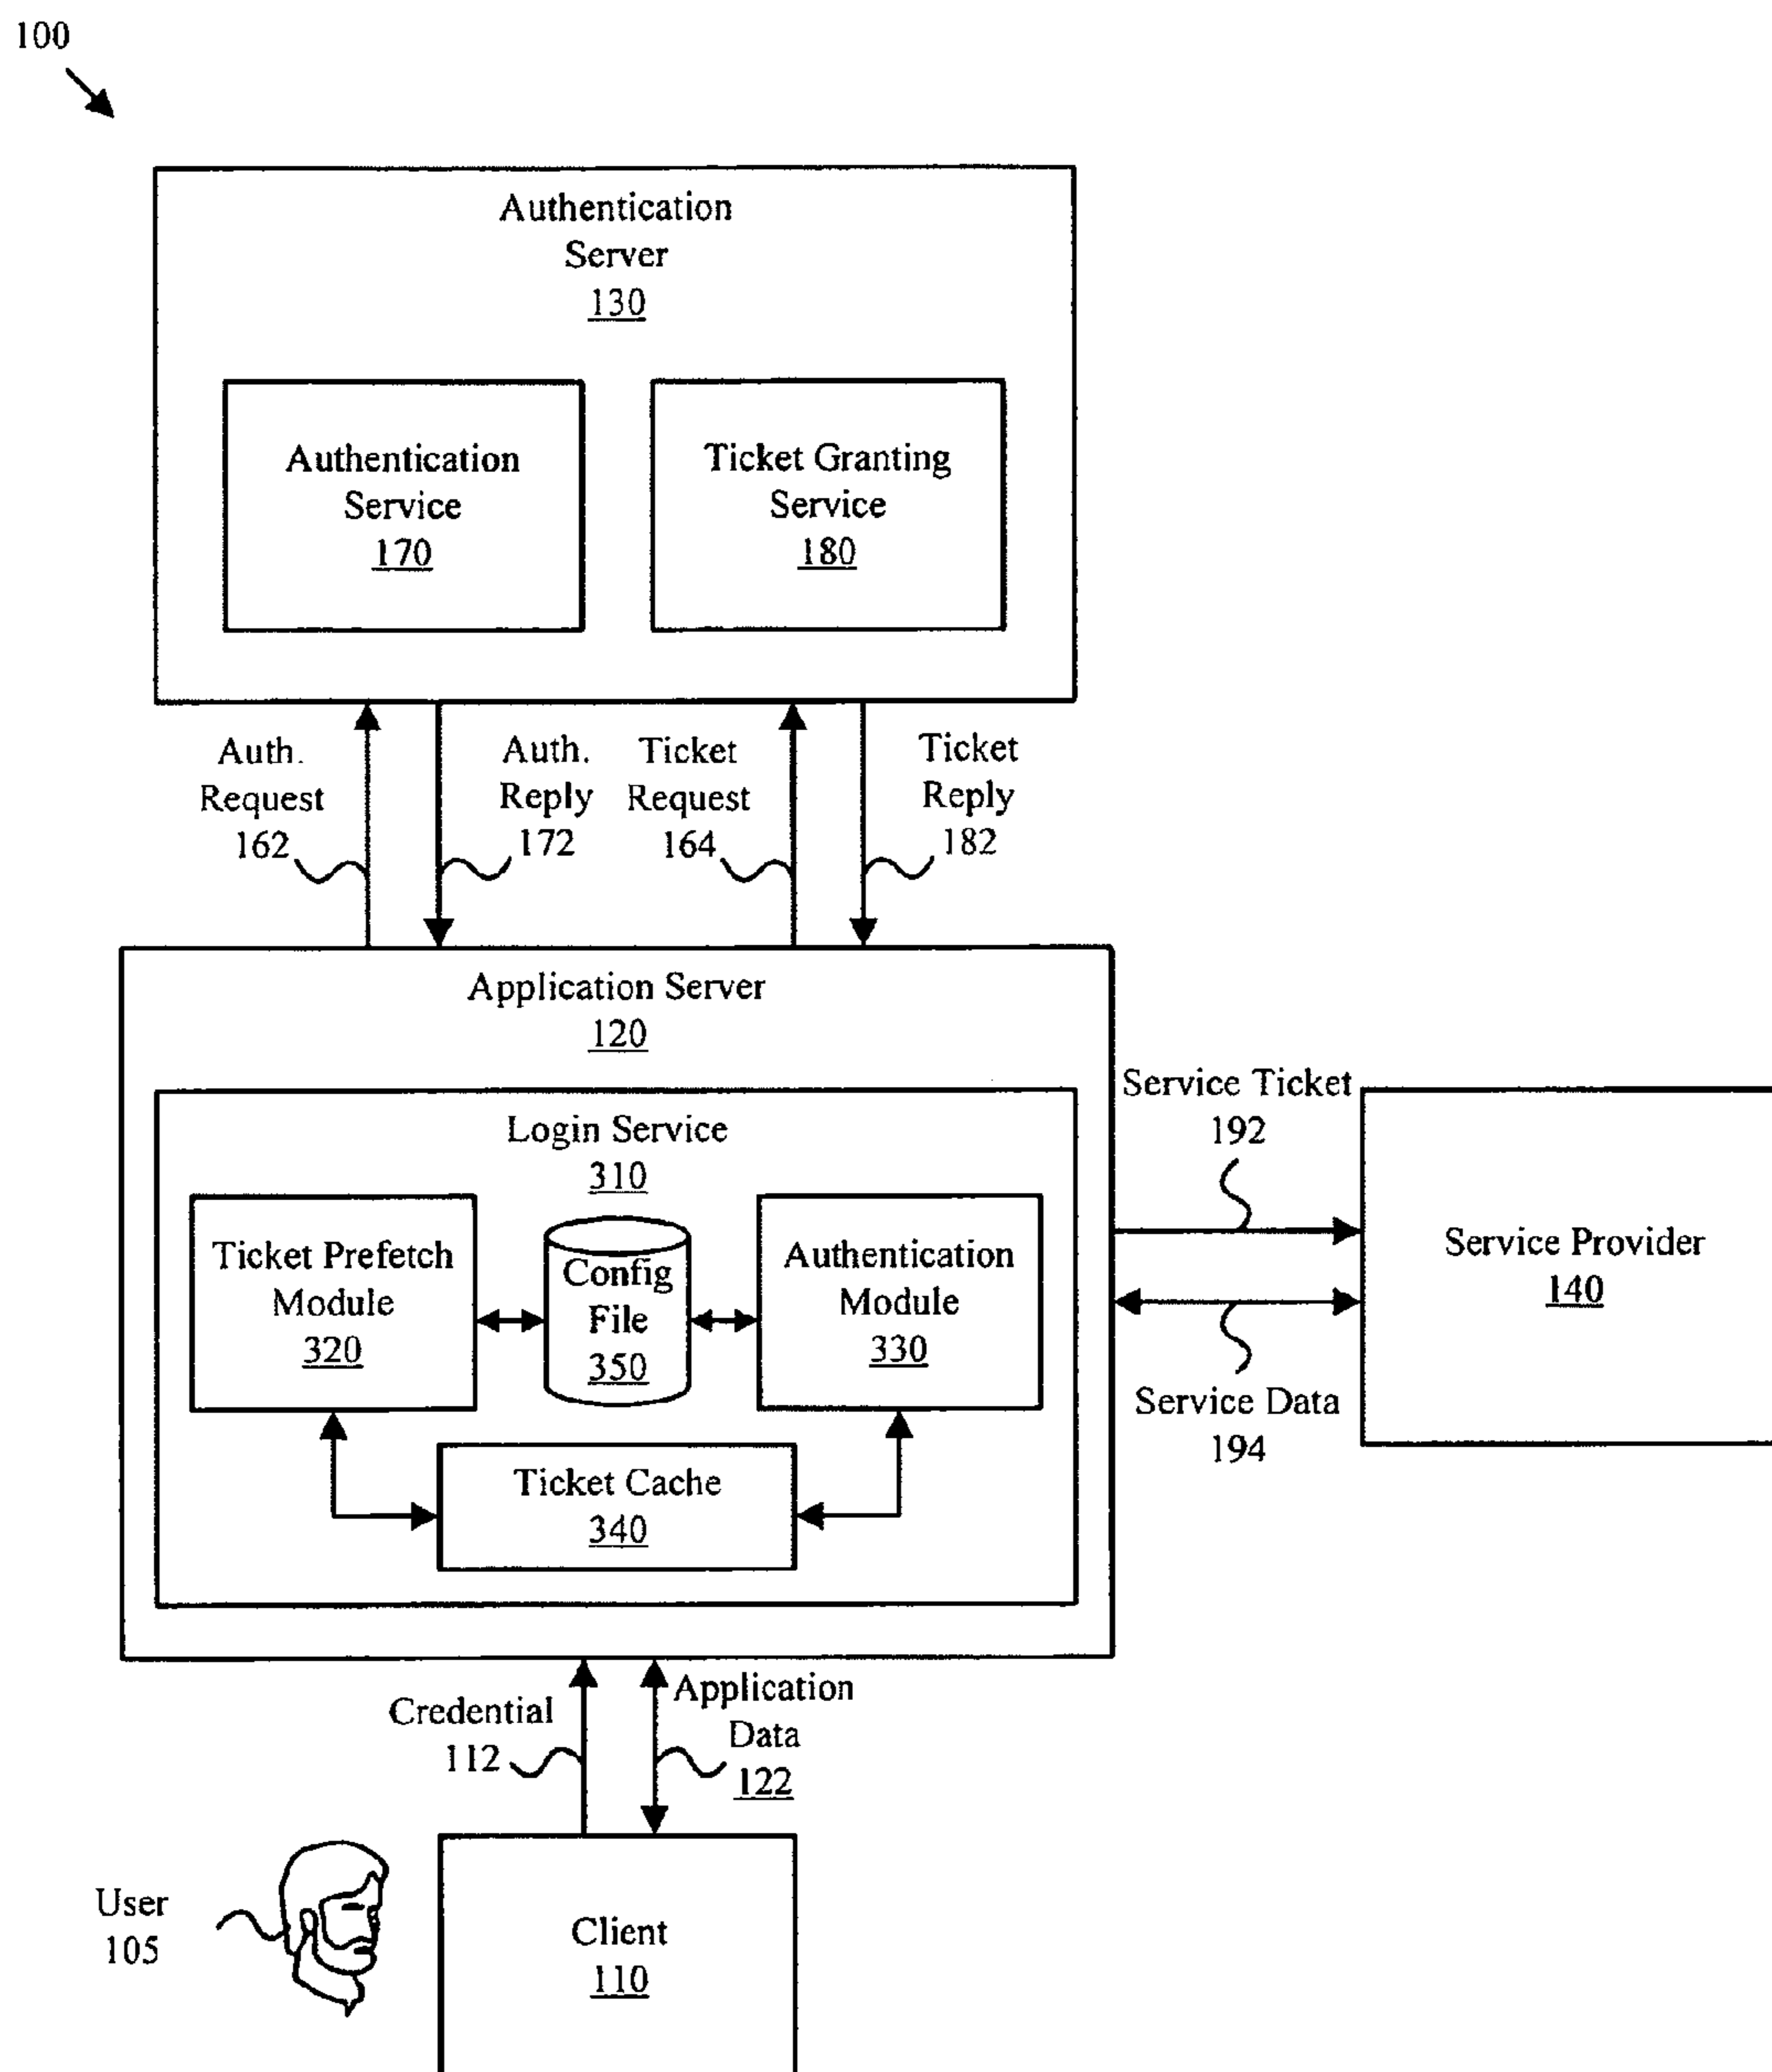 100
Authentication
Server
130
Authentication
Service
170
Ticket Granting
Service
180
Auth.
Request
162
Auth.
Reply
172
Ticket
Request
164
Ticket
Reply
182
Application Server
120
Login Service
310
Ticket Prefetch
Module
320
Config
File
350
Authentication
Module
330
Ticket Cache
340
Service Ticket
192
Service Data
194
Service Provider
140
Credential
112
Application
Data
122
User
105
Client
110